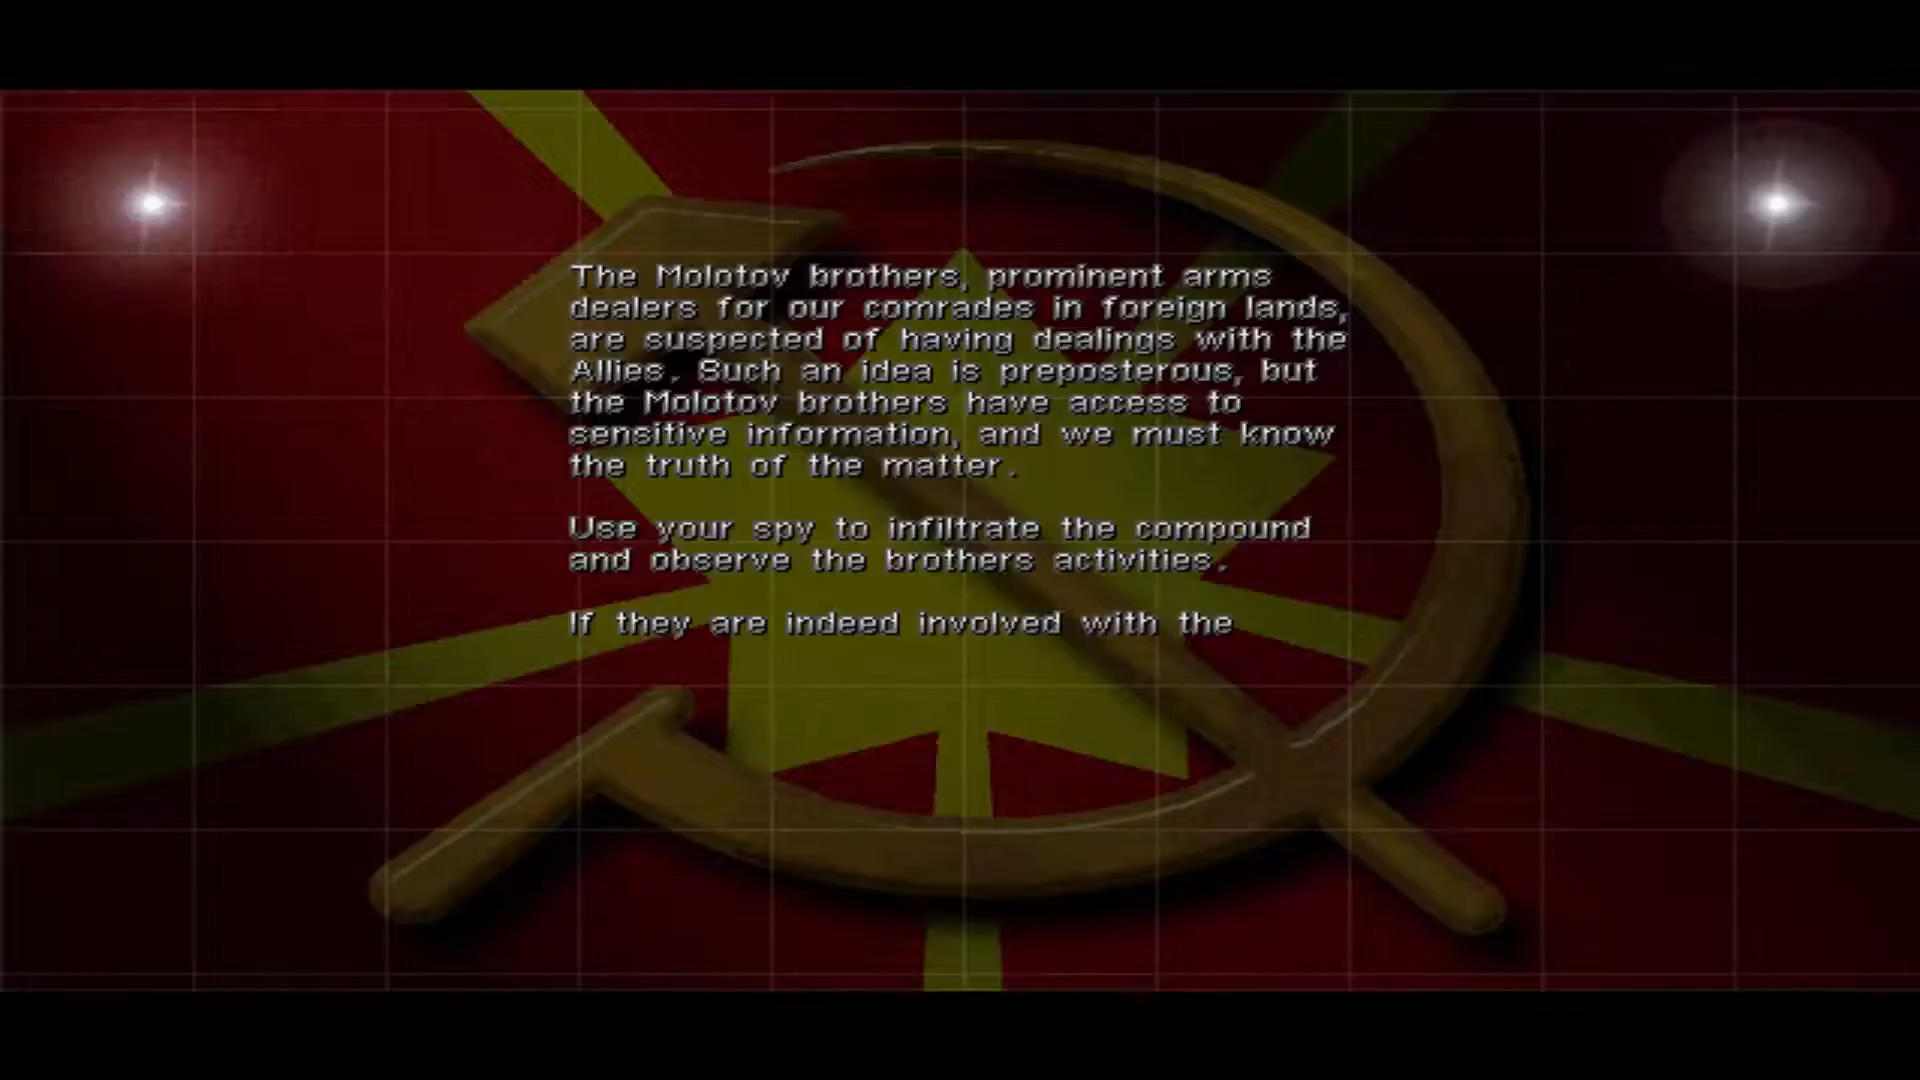 The Molotov brothers, prominent arms
dealers for our comrades in foreign lands,
are suspected of having dealings with the
Allies. Such an idea is preposterous, but
the Molotov brothers have access to
sensitive information, and we must know
the truth of the matter.
Use your spy to infiltrate the compound
and observe the brothers activities.
If they are indeed involved with the